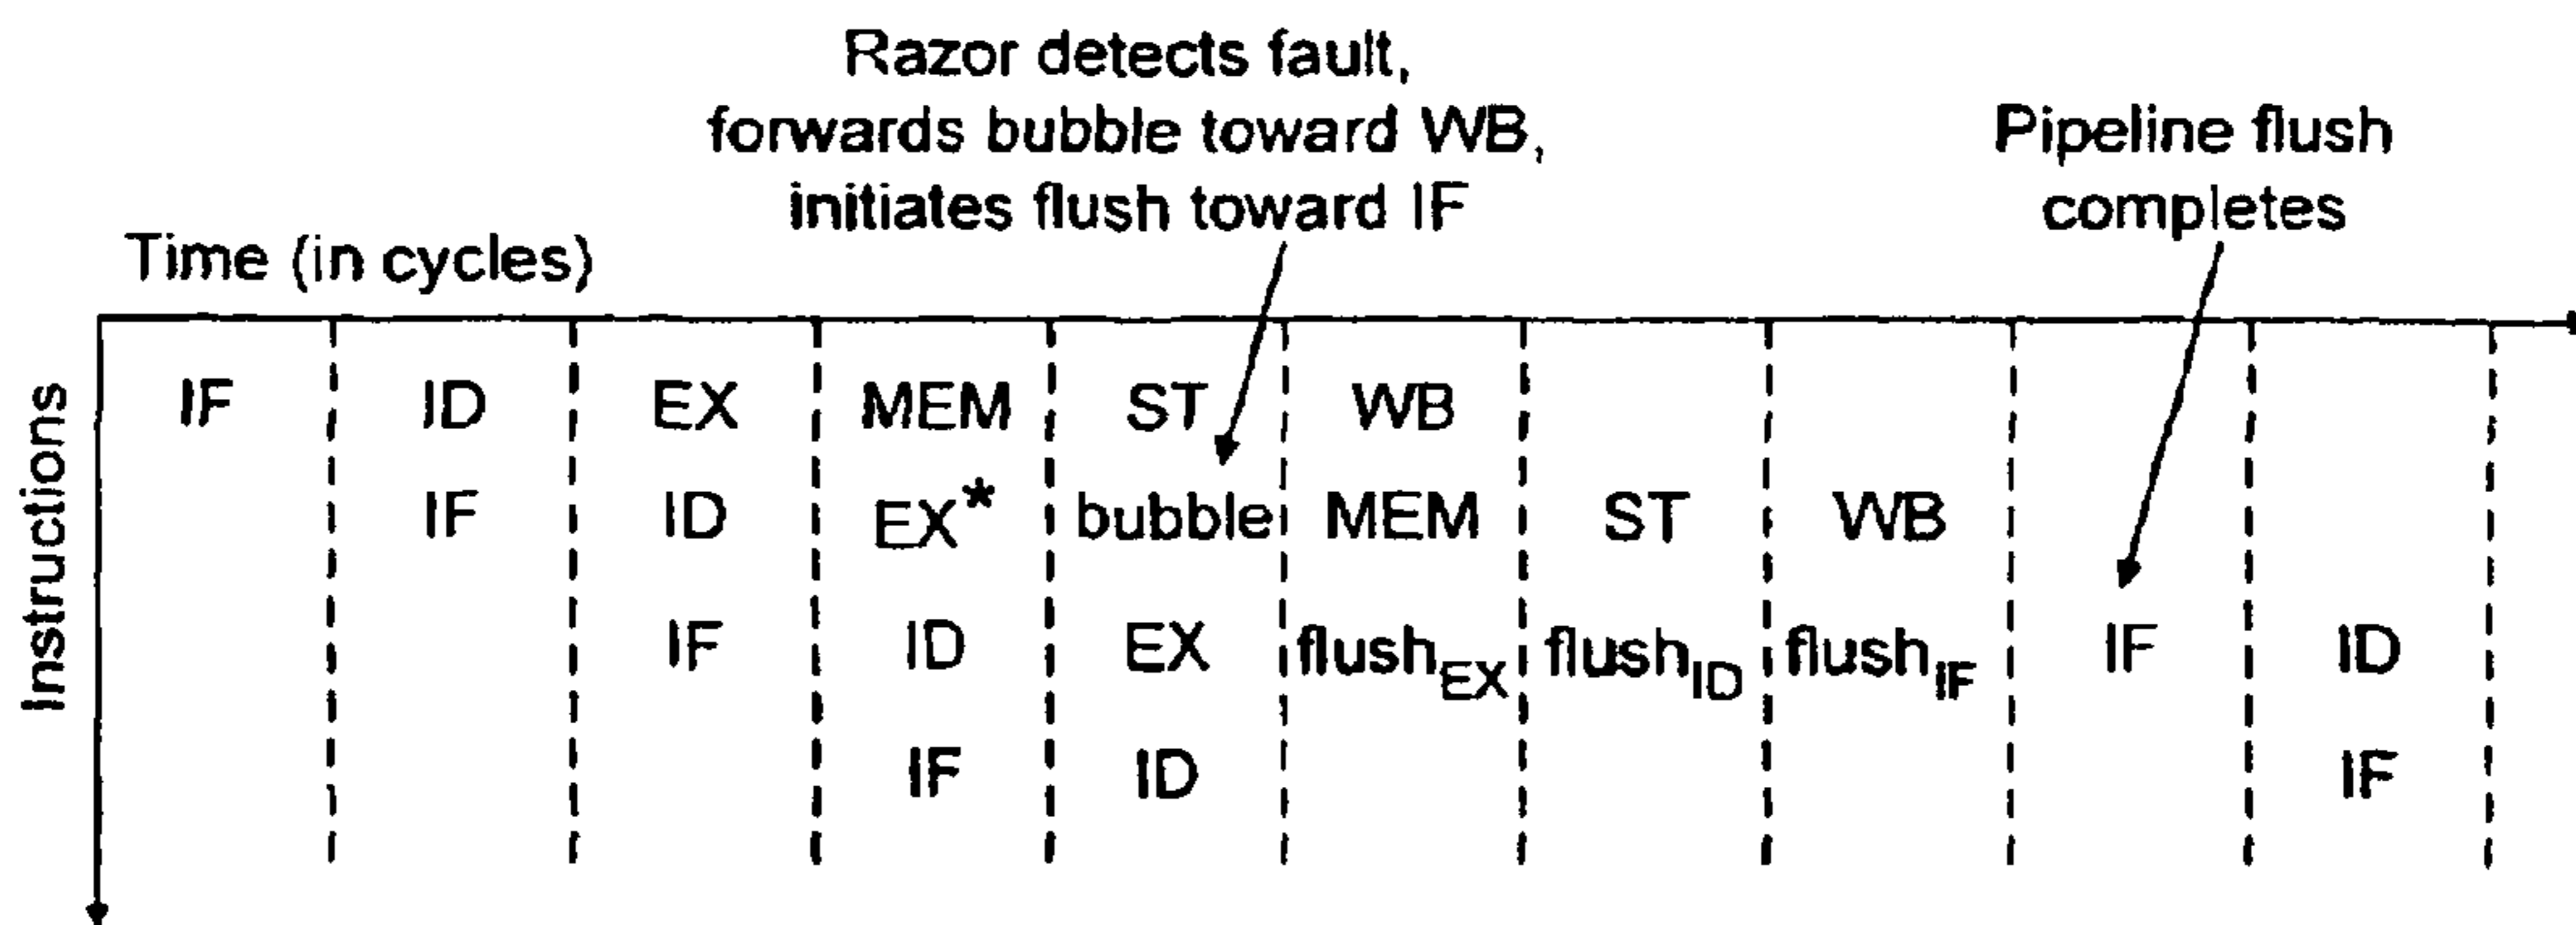 Razor detects fault,
forwards bubble toward WB,
initiates flush toward IF
Pipeline flush
completes
Time (in cycles)
Instructions
IF ID EX MEM ST WB
IF ID EX* bubble MEM ST WB
IF ID EX flushEX flushID flushIF IF ID
IF ID IF